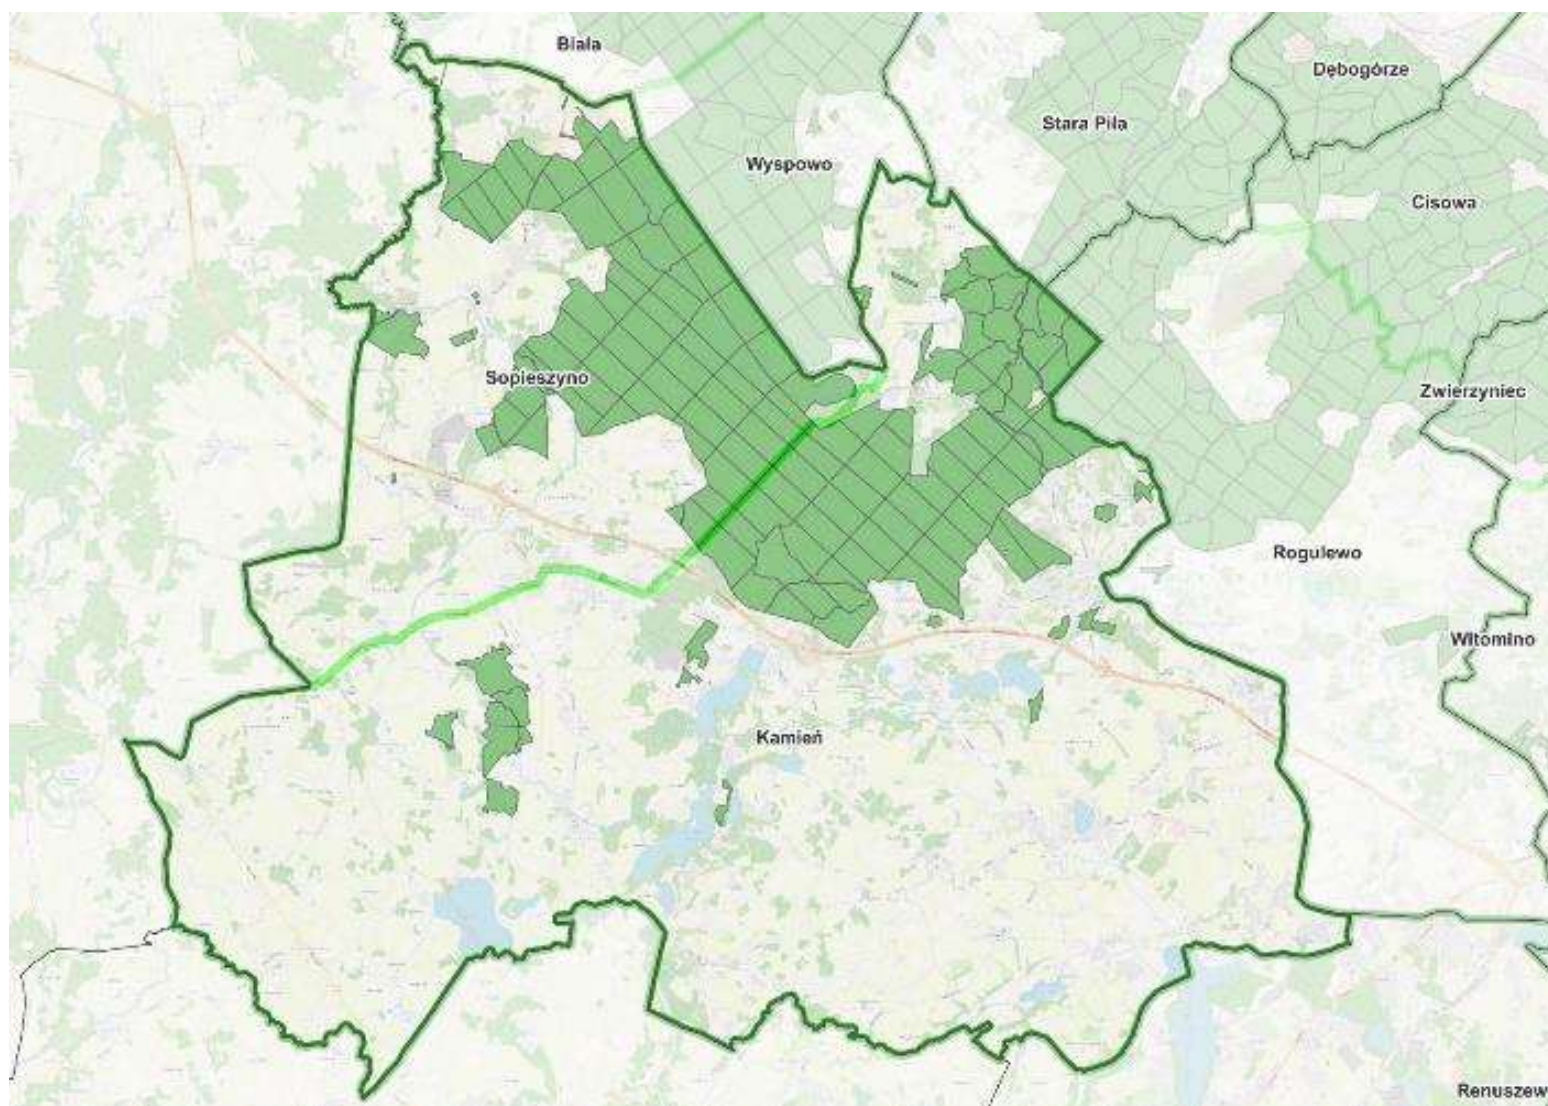 Biała
Dębogórze
Stara Piła
Wyspowo
Cisowa
Sopieszyno
Zwierzyniec
Rogulewo
Witomino
Kamień
Renuszew